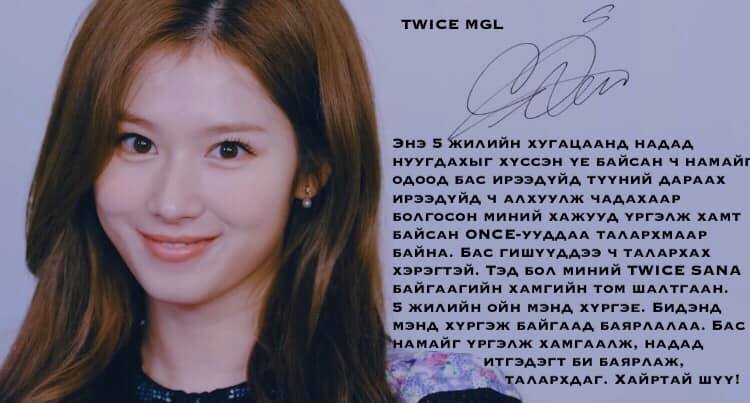 TWICE MGL
Энэ 5 жилийн хугацаанд надад
нуугдахыг хүссэн үе байсан ч намайг
одоод бас ирээдүйд түүний дараах
ирээдүйд ч алхуулж чадахаар
болгосон миний хажууд үргэлж хамт
байсан ONCE-ууддаа талархмаар
байна. Бас гишүүддээ ч талархах
хэрэгтэй. Тэд бол миний TWICE SANA
байгаагийн хамгийн том шалтгаан.
5 жилийн ойн мэнд хүргэе. Бидэнд
мэнд хүргэж байгаад баярлалаа. Бас
намайг үргэлж хамгаалж, надад
итгэдэгт би баярлаж,
талархдаг. Хайртай шүү!